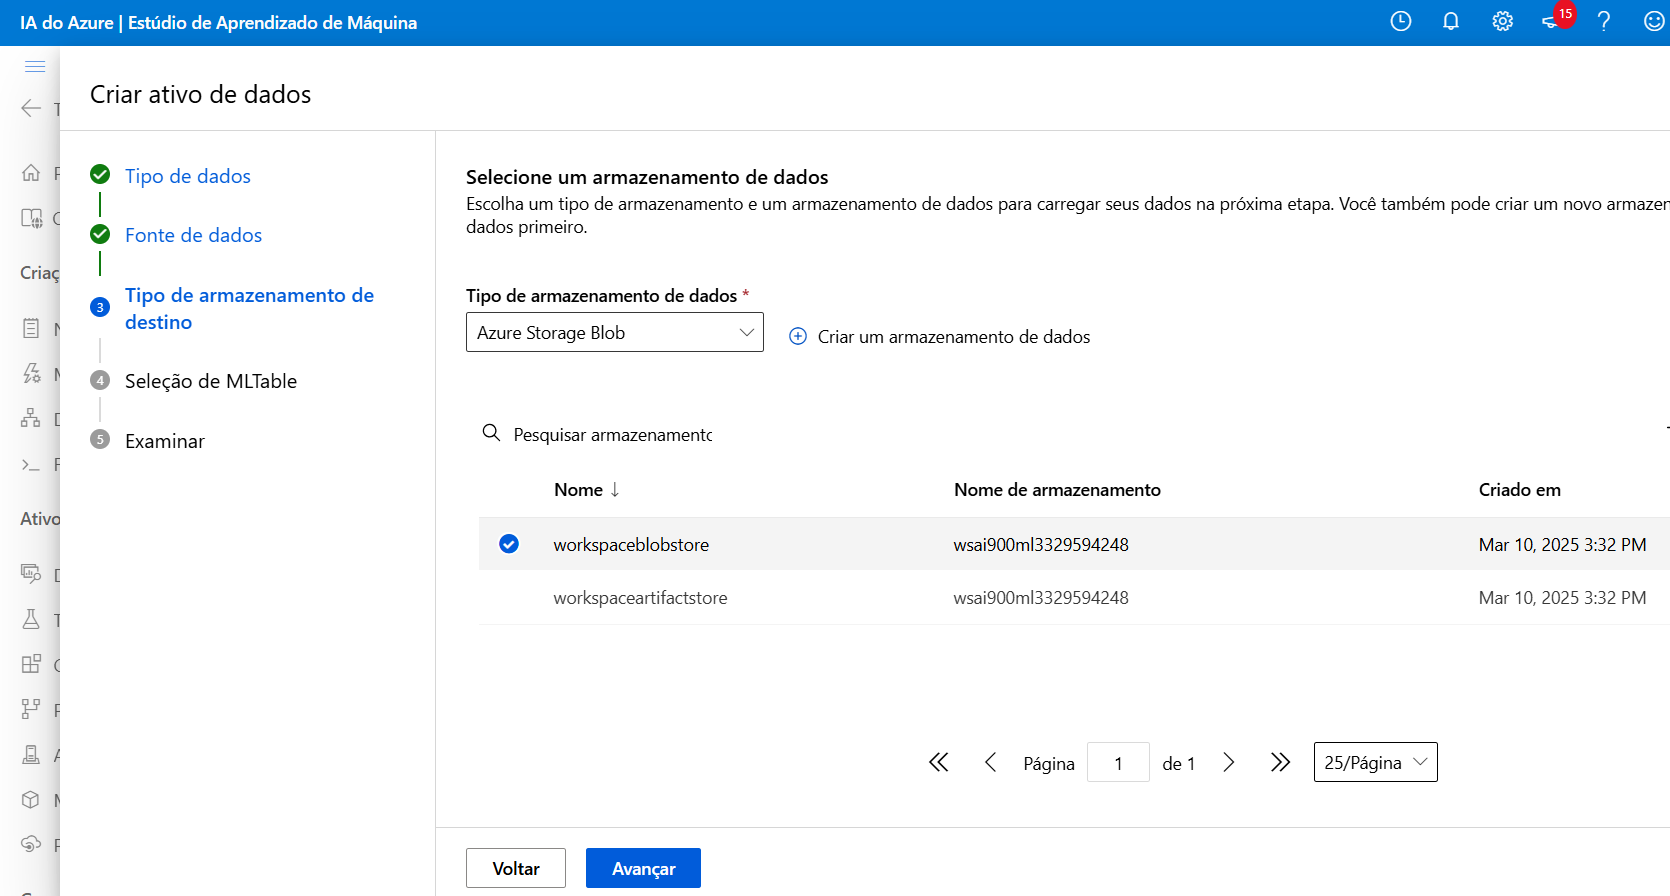 IA do Azure | Estúdio de Aprendizado de Máquina
15
Criar ativo de dados
Criaç
Ativo
Tipo de dados
Fonte de dados
3
Tipo de armazenamento de
destino
4
Seleção de MLTable
5
Examinar
Selecione um armazenamento de dados
Escolha um tipo de armazenamento e um armazenamento de dados para carregar seus dados na próxima etapa. Você também pode criar um novo armazen
dados primeiro.
Tipo de armazenamento de dados *
Azure Storage Blob
Criar um armazenamento de dados
Pesquisar armazenamento
Nome ↓ Nome de armazenamento Criado em
workspaceblobstore wsai900ml3329594248 Mar 10, 2025 3:32 PM
workspaceartifactstore wsai900ml3329594248 Mar 10, 2025 3:32 PM
Página 1 de 1 25/Página
Voltar Avançar